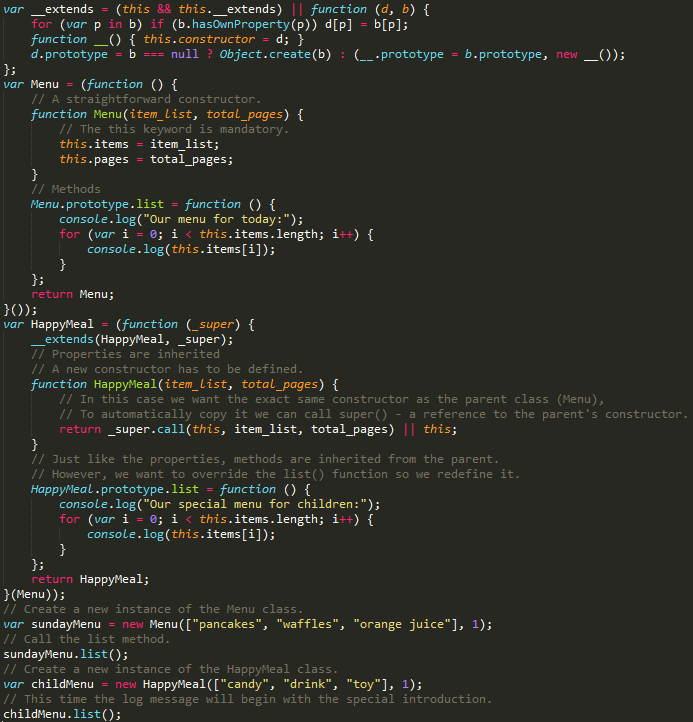 var __extends = (this && this.__extends) || function (d, b) {
    for (var p in b) if (b.hasOwnProperty(p)) d[p] = b[p];
    function __() { this.constructor = d; }
    d.prototype = b === null ? Object.create(b) : (__.prototype = b.prototype, new __());
};
var Menu = (function () {
    // A straightforward constructor.
    function Menu(item_list, total_pages) {
        // The this keyword is mandatory.
        this.items = item_list;
        this.pages = total_pages;
    }
    // Methods
    Menu.prototype.list = function () {
        console.log("Our menu for today:");
        for (var i = 0; i < this.items.length; i++) {
            console.log(this.items[i]);
        }
    };
    return Menu;
}());
var HappyMeal = (function (_super) {
    __extends(HappyMeal, _super);
    // Properties are inherited
    // A new constructor has to be defined.
    function HappyMeal(item_list, total_pages) {
        // In this case we want the exact same constructor as the parent class (Menu),
        // To automatically copy it we can call super() - a reference to the parent's constructor.
        return _super.call(this, item_list, total_pages) || this;
    }
    // Just like the properties, methods are inherited from the parent.
    // However, we want to override the list() function so we redefine it.
    HappyMeal.prototype.list = function () {
        console.log("Our special menu for children:");
        for (var i = 0; i < this.items.length; i++) {
            console.log(this.items[i]);
        }
    };
    return HappyMeal;
}(Menu));
// Create a new instance of the Menu class.
var sundayMenu = new Menu(["pancakes", "waffles", "orange juice"], 1);
// Call the list method.
sundayMenu.list();
// Create a new instance of the HappyMeal class.
var childMenu = new HappyMeal(["candy", "drink", "toy"], 1);
// This time the log message will begin with the special introduction.
childMenu.list();